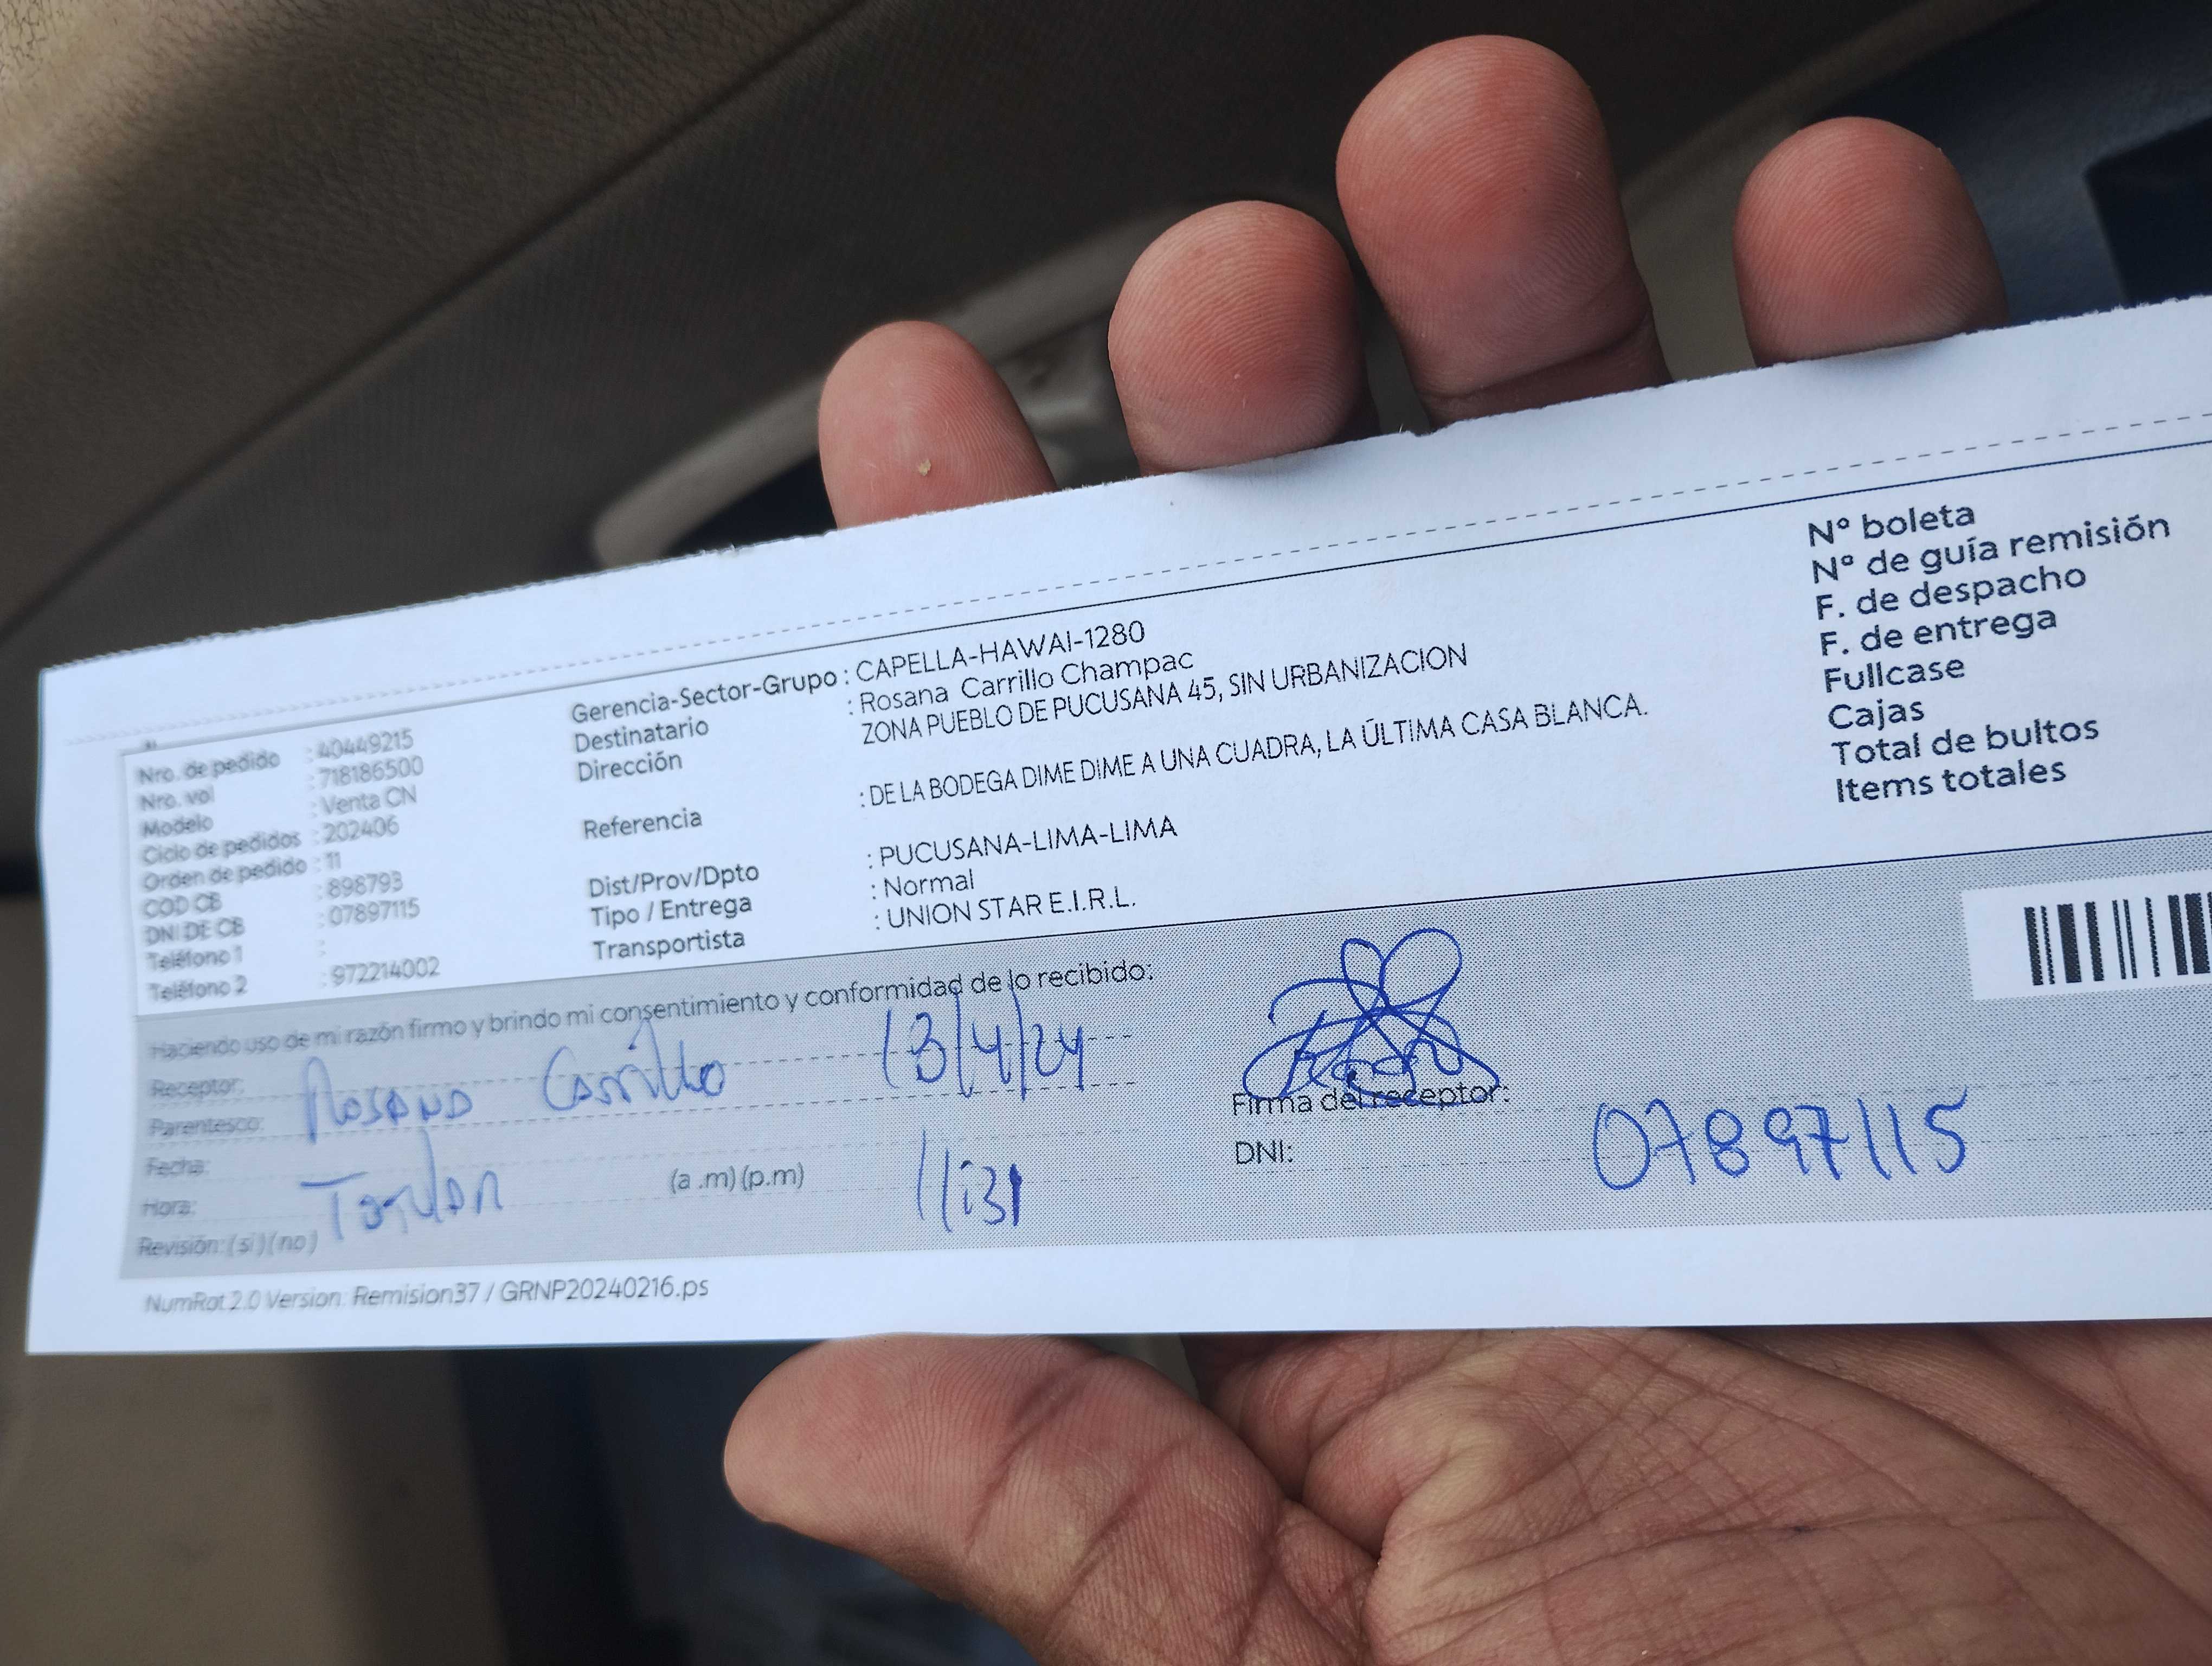 Nro. de pedido : 40449215
Nro. vol : 718186500
Modelo : Venta CN
Ciclo de pedidos : 202406
Orden de pedido : 11
COD CB : 898793
DNI DE CB : 07897115
Teléfono 1 :
Teléfono 2 : 972214002
Gerencia-Sector-Grupo : CAPELLA-HAWAI-1280
Destinatario : Rosana Carrillo Champac
Dirección ZONA PUEBLO DE PUCUSANA 45, SIN URBANIZACION
Referencia : DE LA BODEGA DIME DIME A UNA CUADRA, LA ÚLTIMA CASA BLANCA.
Dist/Prov/Dpto : PUCUSANA-LIMA-LIMA
Tipo / Entrega : Normal
Transportista : UNION STAR E.I.R.L.
N° boleta
N° de guía remisión
F. de despacho
F. de entrega
Fullcase
Cajas
Total de bultos
Items totales
Haciendo uso de mi razón firmo y brindo mi consentimiento y conformidad de lo recibido:
Receptor: Rosana Carrillo 13/4/24
Parentesco:
Fecha:
Hora: (a.m) (p.m) 11:31
Revisión: (si) (no)
Firma del receptor:
DNI: 07897115
NumRot 2.0 Version: Remision37 / GRNP20240216.ps